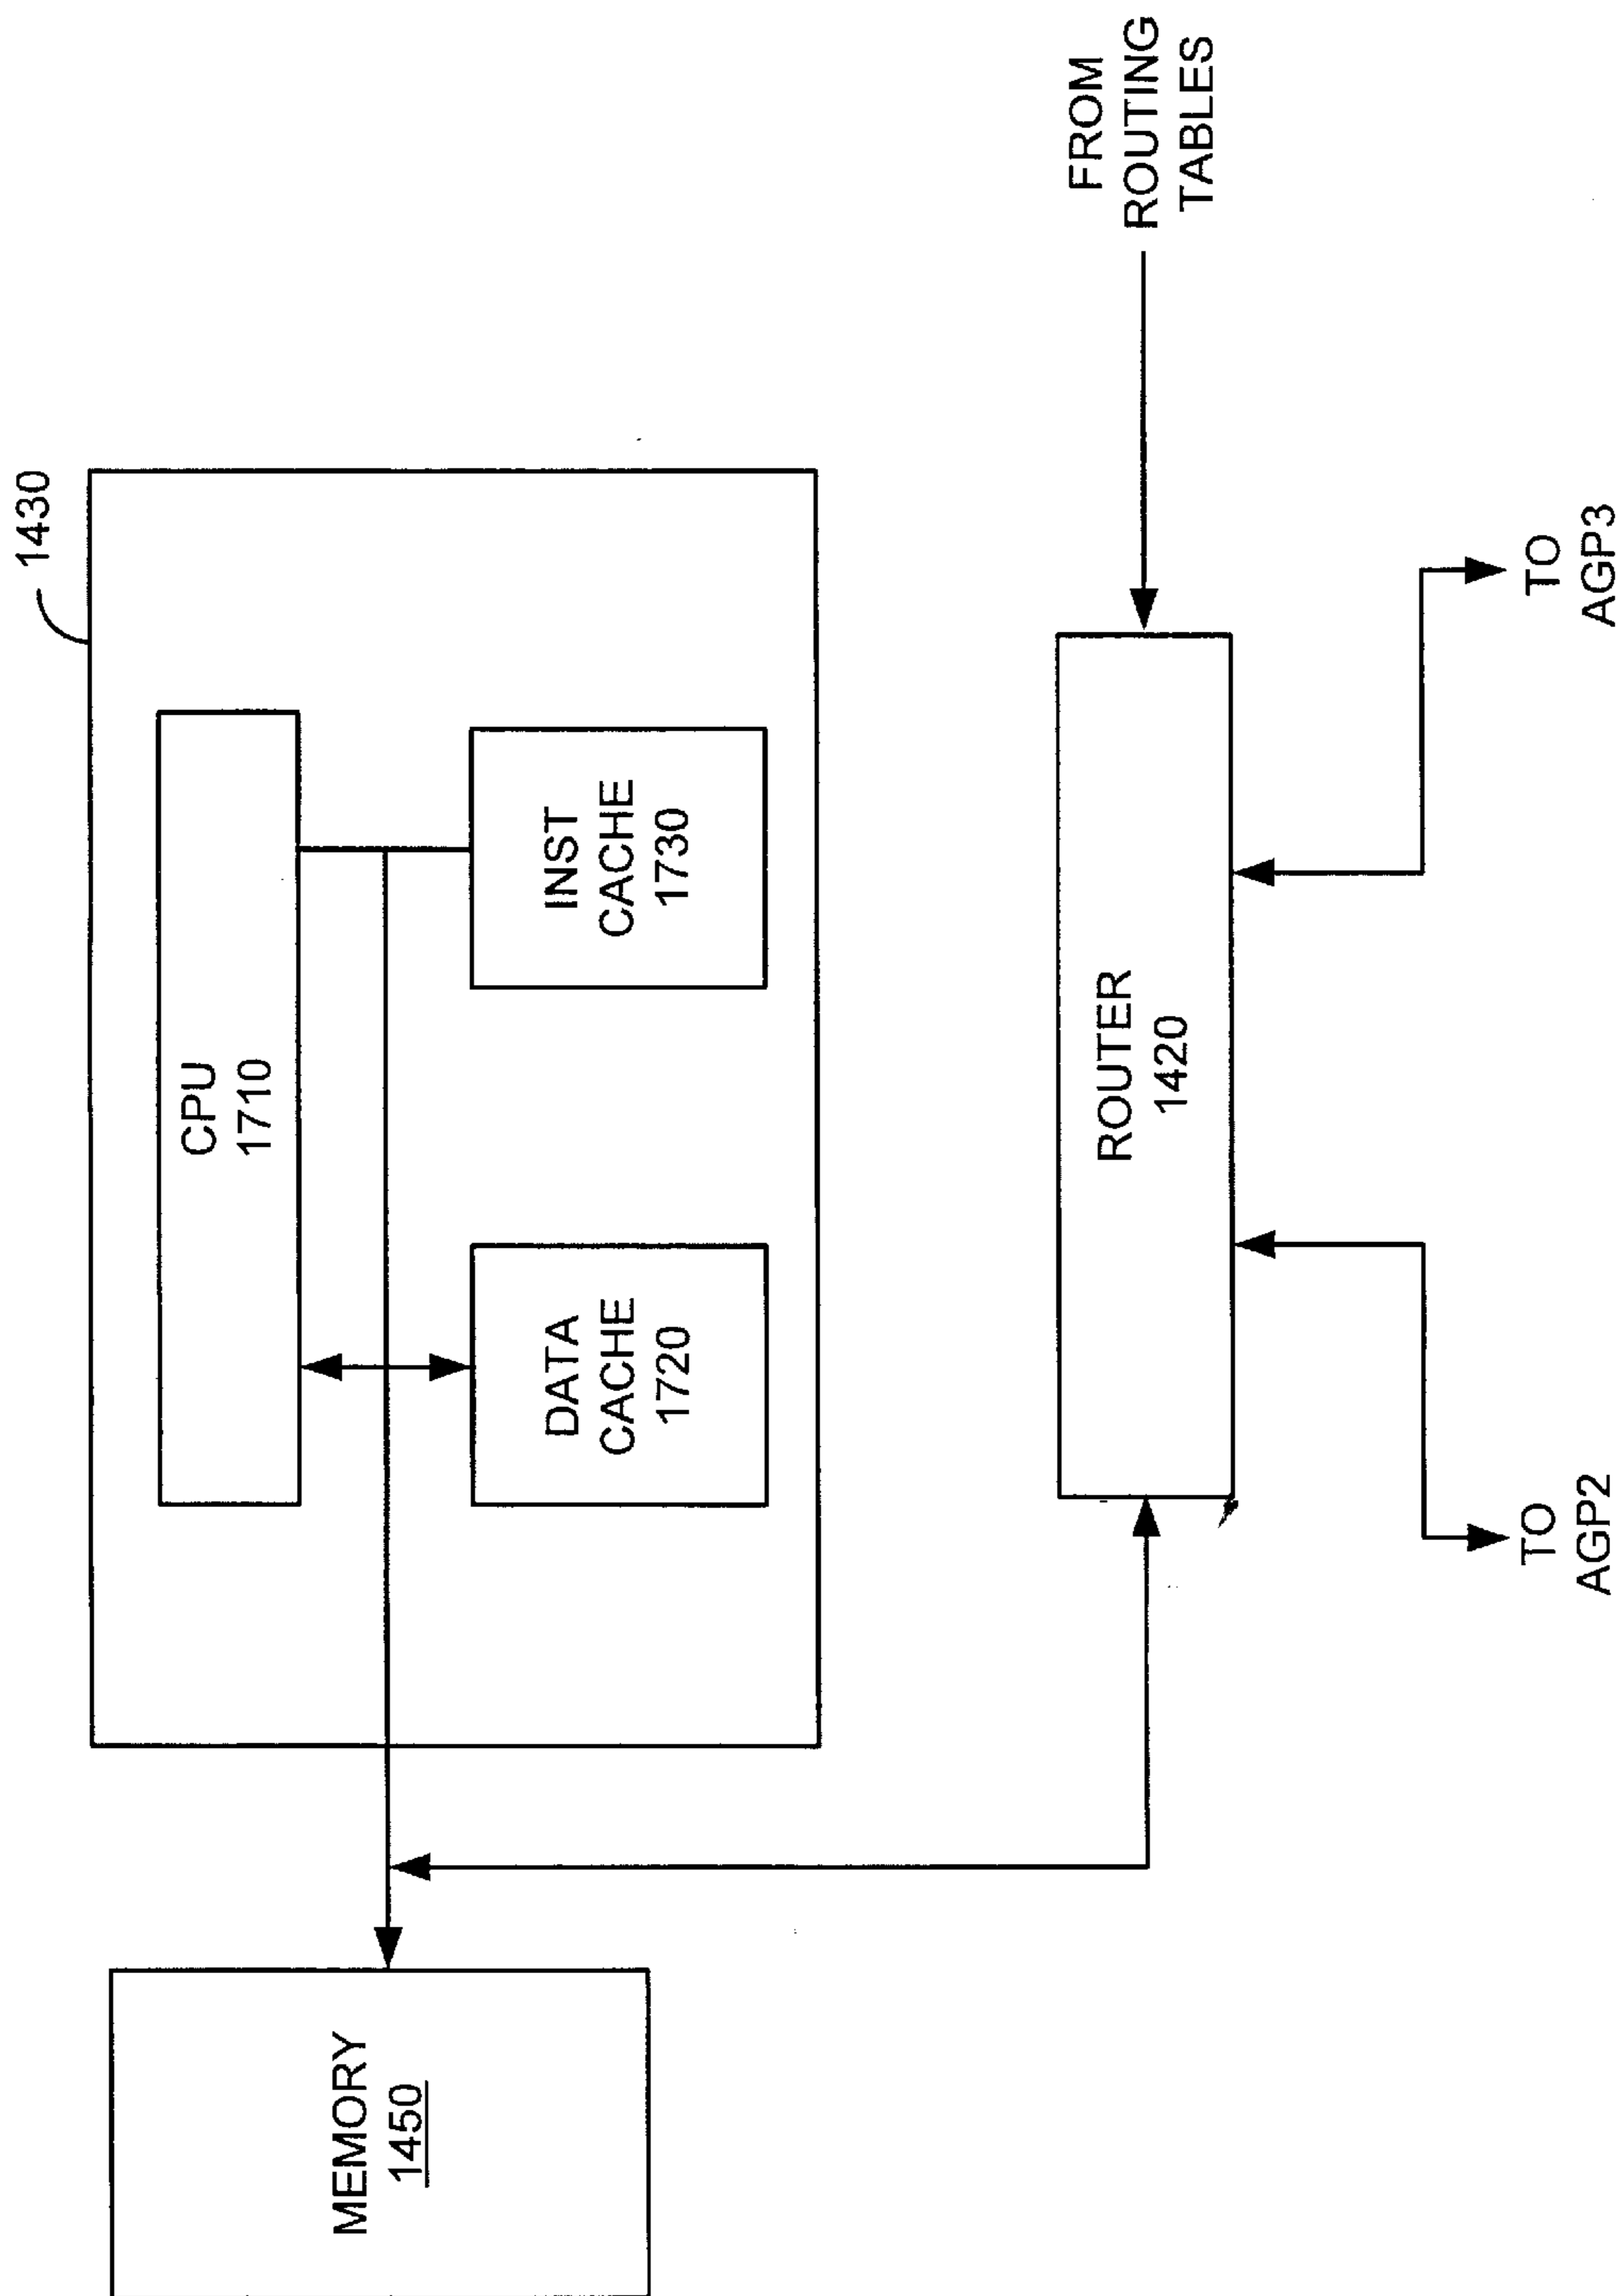 1430
CPU
1710
DATA
CACHE
1720
INST
CACHE
1730
MEMORY
1450
ROUTER
1420
FROM
ROUTING
TABLES
TO
AGP2
TO
AGP3